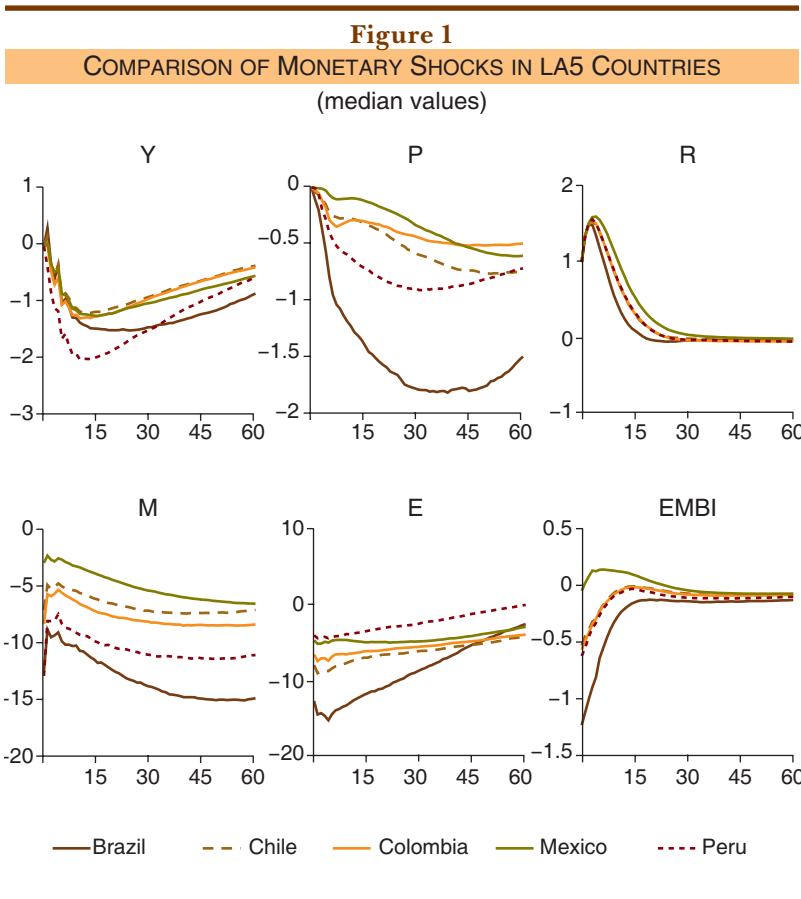 Figure 1
COMPARISON OF MONETARY SHOCKS IN LA5 COUNTRIES
(median values)
Y
P
R
1
0
−1
−2
−3
15 30 45 60
0
−0.5
−1
−1.5
−2
15 30 45 60
2
1
0
−1
15 30 45 60
M
E
EMBI
0
−5
−10
-15
−20
15 30 45 60
10
0
−10
−20
15 30 45 60
0.5
0
−0.5
−1
−1.5
15 30 45 60
Brazil Chile Colombia Mexico Peru